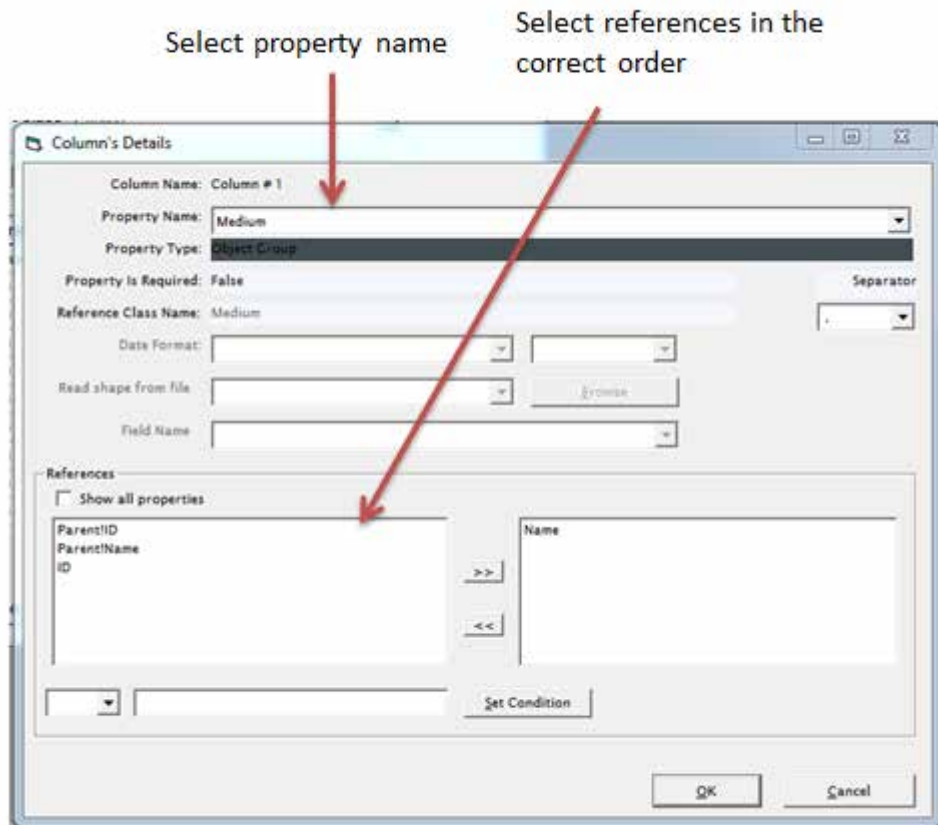 Select property name
Select references in the
correct order
Column's Details
Column Name: Column # 1
Property Name: Medium
Property Type: Object Group
Property Is Required: False
Separator
Reference Class Name: Medium
.
Date Format:
Read shape from file
Browse
Field Name
References
Show all properties
Parent!ID
Parent!Name
ID
Name
>>
<<
Set Condition
OK
Cancel